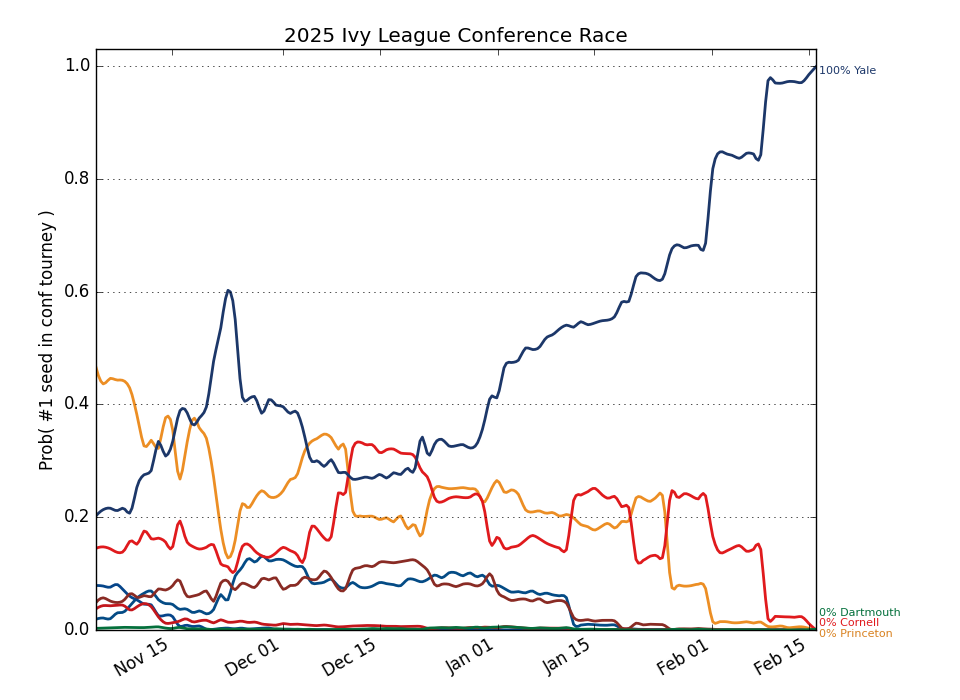 2025 Ivy League Conference Race
Prob( #1 seed in conf tourney )
1.0
0.8
0.6
0.4
0.2
0.0
Nov 15
Dec 01
Dec 15
Jan 01
Jan 15
Feb 01
Feb 15
100% Yale
0% Dartmouth
0% Cornell
0% Princeton